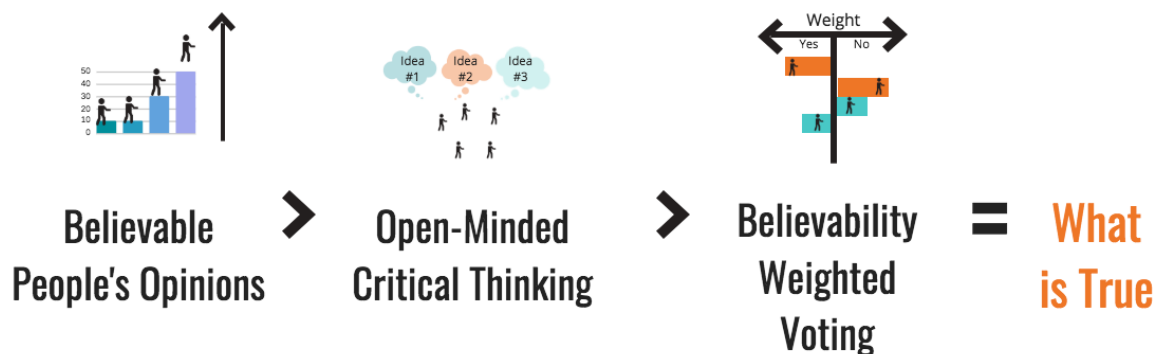 50
40
30
20
10
0
Idea
#1
Idea
#2
Idea
#3
Weight
Yes No
Believable
People's Opinions
>
Open-Minded
Critical Thinking
>
Believability
Weighted
Voting
=
What
is True